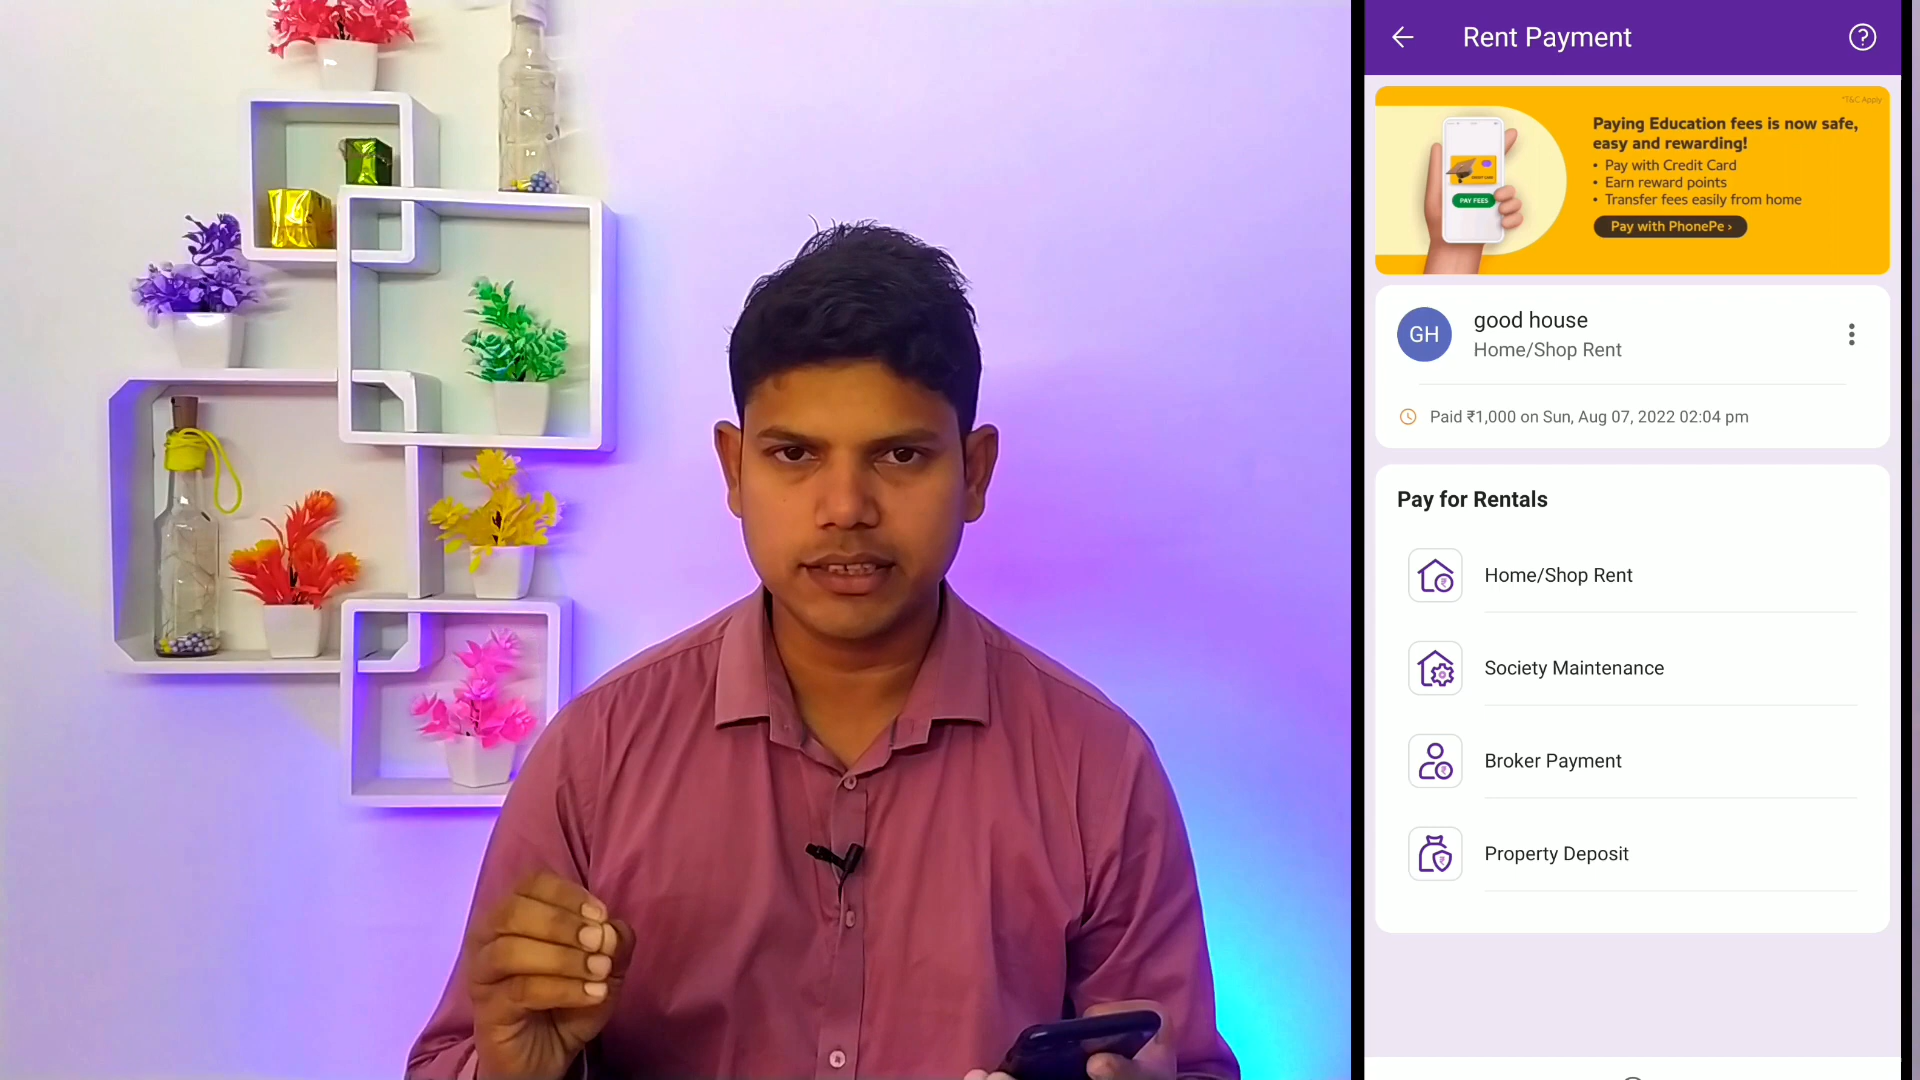 Rent Payment
*T&C Apply
Paying Education fees is now safe,
easy and rewarding!
• Pay with Credit Card
• Earn reward points
• Transfer fees easily from home
PAY FEES
Pay with PhonePe ›
GH
good house
Home/Shop Rent
Paid ₹1,000 on Sun, Aug 07, 2022 02:04 pm
Pay for Rentals
Home/Shop Rent
Society Maintenance
Broker Payment
Property Deposit